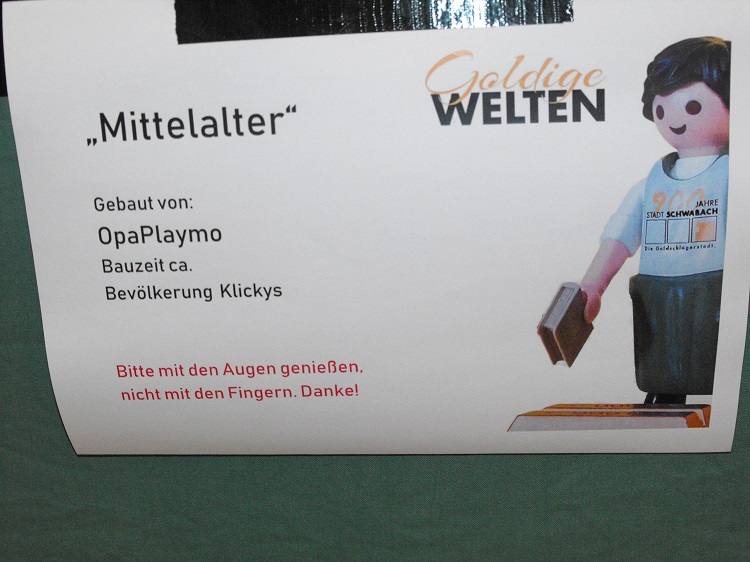 Goldige
WELTEN
„Mittelalter“
Gebaut von:
OpaPlaymo
Bauzeit ca.
Bevölkerung Klickys
Bitte mit den Augen genießen,
nicht mit den Fingern. Danke!
900 JAHRE
STADT SCHWABACH
Die Goldschlägerstadt.